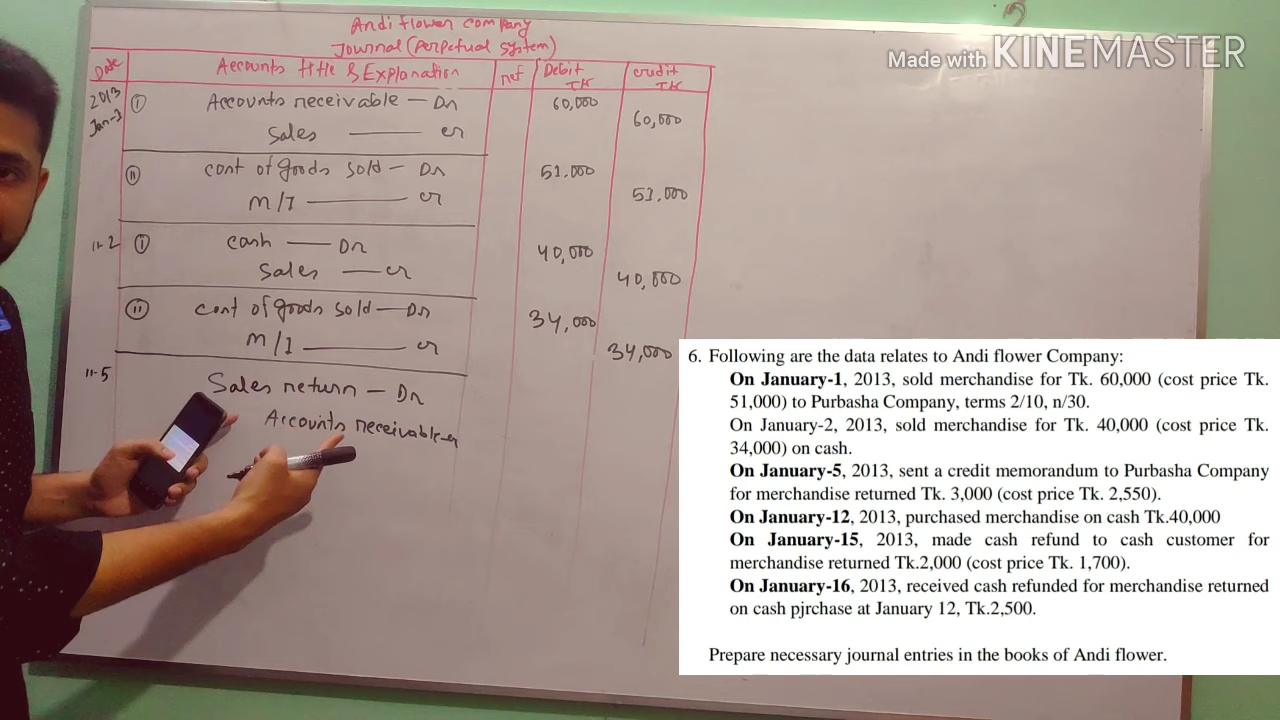 Andi flower company
Journal (perpetual system)
Made with KINEMASTER
Date Accounts title & Explanation ref Debit TK credit TK
2013 Jan-1 (i) Accounts receivable — Dr 60,000
Sales — cr 60,000
(ii) cost of goods sold — Dr 51.000
M/I — cr 51,000
11-2 (i) cash — Dr 40,000
Sales — cr 40,000
(ii) cost of goods sold — Dr 34,000
M/I — cr 34,000
11-5 Sales return — Dr
Accounts receivable-cr
6. Following are the data relates to Andi flower Company:
On January-1, 2013, sold merchandise for Tk. 60,000 (cost price Tk.
51,000) to Purbasha Company, terms 2/10, n/30.
On January-2, 2013, sold merchandise for Tk. 40,000 (cost price Tk.
34,000) on cash.
On January-5, 2013, sent a credit memorandum to Purbasha Company
for merchandise returned Tk. 3,000 (cost price Tk. 2,550).
On January-12, 2013, purchased merchandise on cash Tk.40,000
On January-15, 2013, made cash refund to cash customer for
merchandise returned Tk.2,000 (cost price Tk. 1,700).
On January-16, 2013, received cash refunded for merchandise returned
on cash pjrchase at January 12, Tk.2,500.
Prepare necessary journal entries in the books of Andi flower.